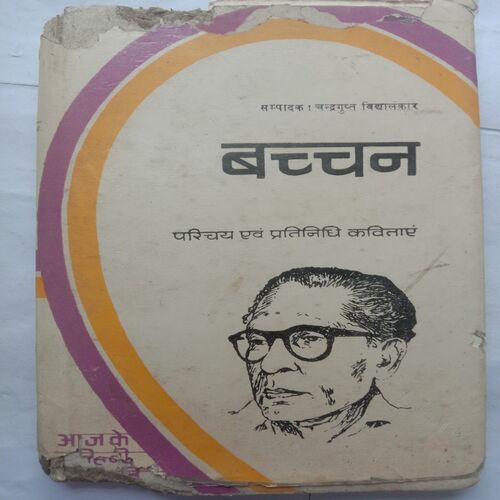 सम्पादक : चन्द्रगुप्त विद्यालंकार
बच्चन
परिचय एवं प्रतिनिधि कविताएं
आज के